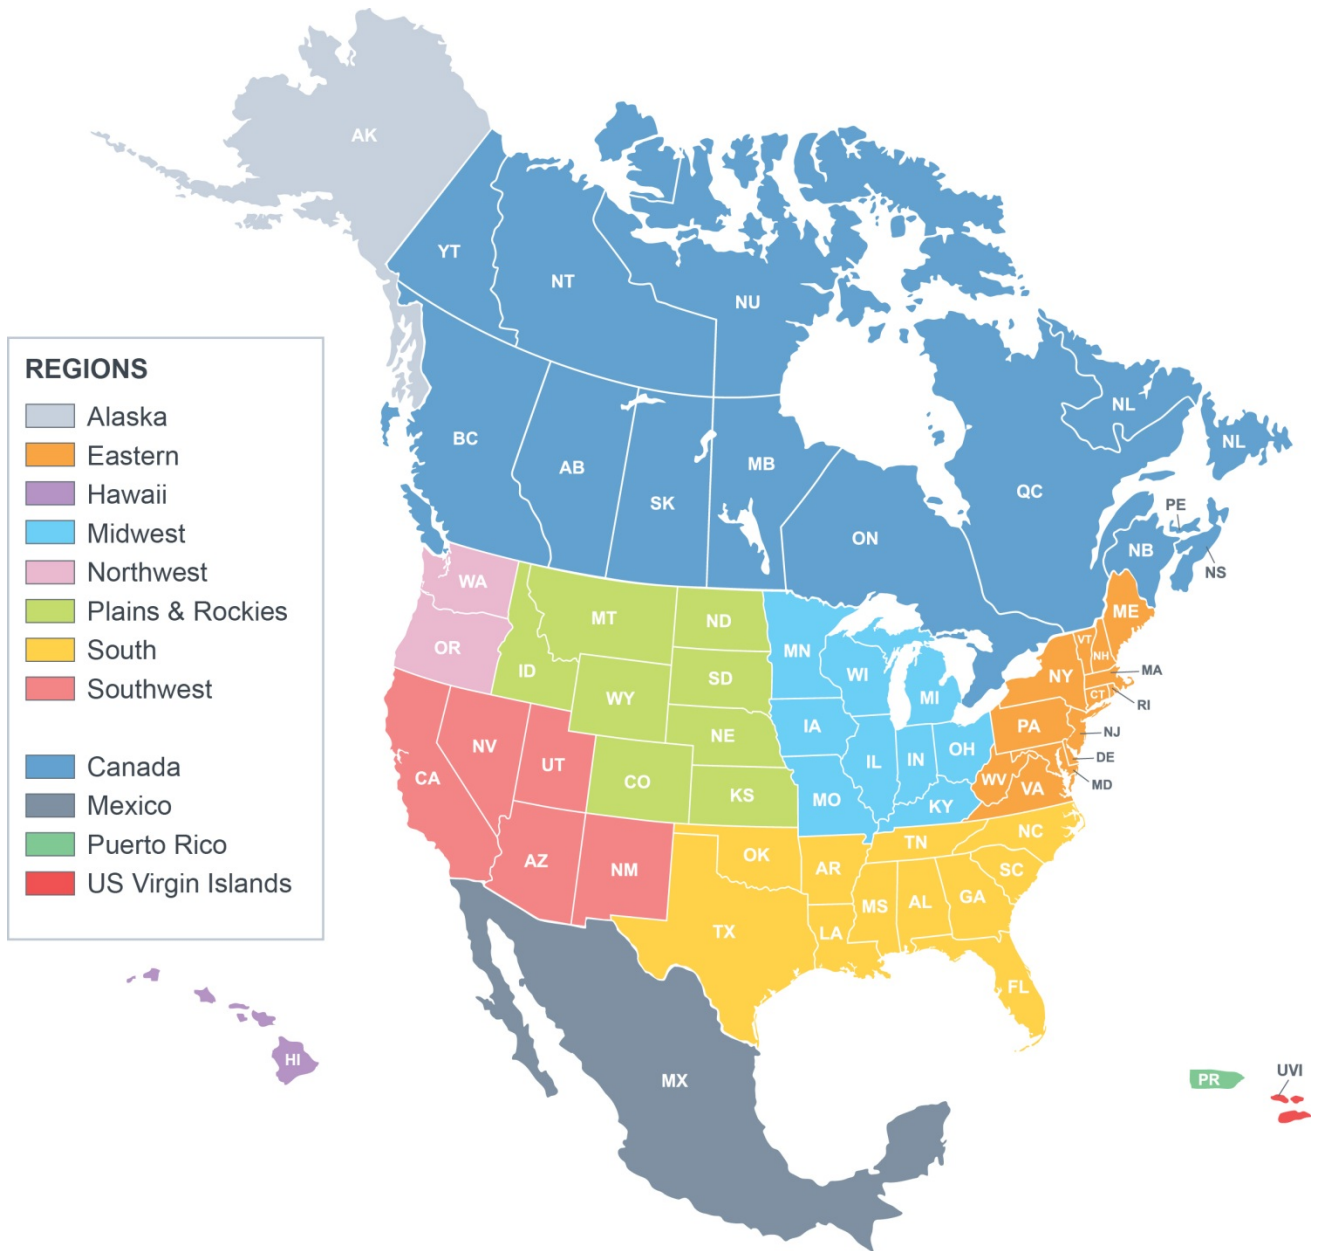 AK
YT
NT
NU
REGIONS
Alaska
Eastern
Hawaii
Midwest
Northwest
Plains & Rockies
South
Southwest
Canada
Mexico
Puerto Rico
US Virgin Islands
BC
AB
SK
MB
ON
QC
NL
NL
PE
NB
NS
WA
OR
MT
ID
WY
ND
SD
NE
CO
KS
MN
WI
MI
IA
IL
IN
OH
MO
KY
ME
VT
NH
NY
MA
CT
RI
PA
NJ
DE
MD
WV
VA
CA
NV
UT
AZ
NM
OK
AR
TN
NC
SC
MS
AL
GA
TX
LA
FL
HI
MX
PR
UVI